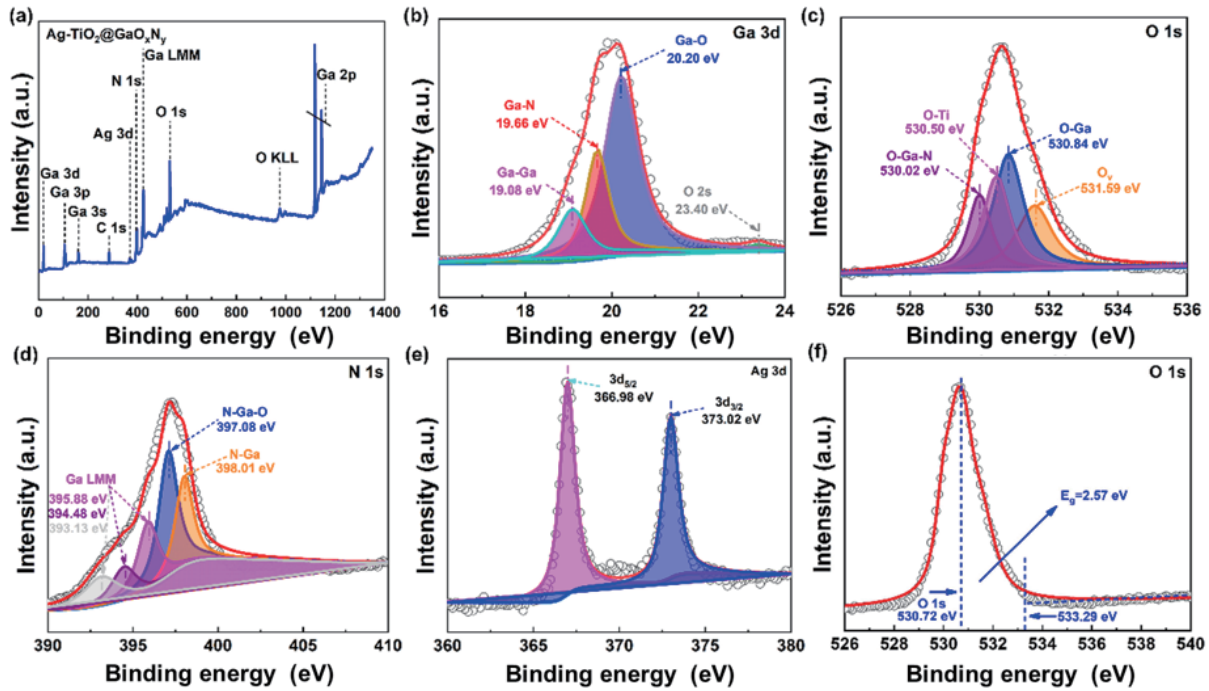 (a)
Ag-TiO₂@GaOₓNᵧ
Ga LMM
N 1s
Ga 2p
O 1s
Ag 3d
O KLL
Ga 3d
Ga 3p
Ga 3s
C 1s
Intensity (a.u.)
0 200 400 600 800 1000 1200 1400
Binding energy (eV)
(b)
Ga 3d
Ga-O
20.20 eV
Ga-N
19.66 eV
Ga-Ga
19.08 eV
O 2s
23.40 eV
Intensity (a.u.)
16 18 20 22 24
Binding energy (eV)
(c)
O 1s
O-Ti
530.50 eV
O-Ga
530.84 eV
O-Ga-N
530.02 eV
Oᵥ
531.59 eV
Intensity (a.u.)
526 528 530 532 534 536
Binding energy (eV)
(d)
N 1s
N-Ga-O
397.08 eV
N-Ga
398.01 eV
Ga LMM
395.88 eV
394.48 eV
393.13 eV
Intensity (a.u.)
390 395 400 405 410
Binding energy (eV)
(e)
Ag 3d
3d₅/₂
366.98 eV
3d₃/₂
373.02 eV
Intensity (a.u.)
360 365 370 375 380
Binding energy (eV)
(f)
O 1s
E₉=2.57 eV
O 1s
530.72 eV
533.29 eV
Intensity (a.u.)
526 528 530 532 534 536 538 540
Binding energy (eV)